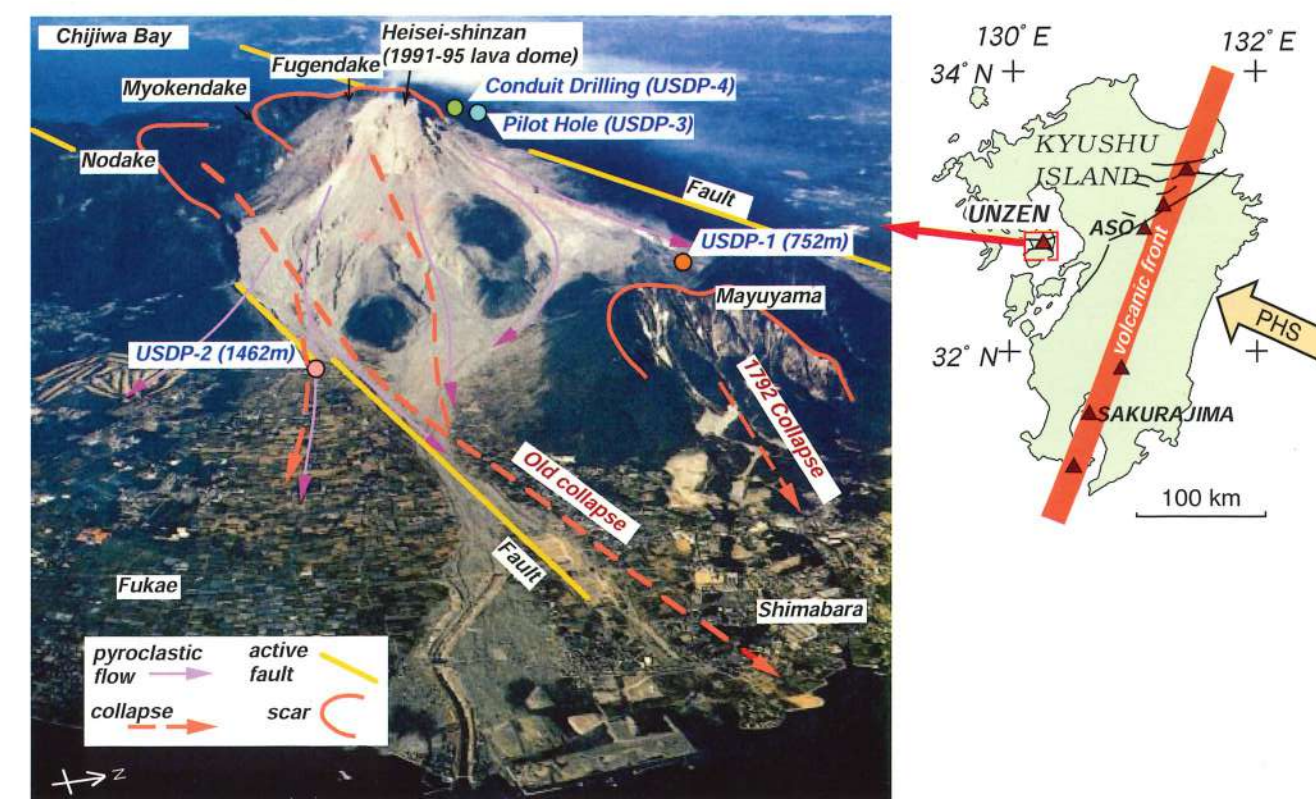 Chijiwa Bay
Heisei-shinzan
(1991-95 lava dome)
Fugendake
Myokendake
Conduit Drilling (USDP-4)
Pilot Hole (USDP-3)
Nodake
Fault
USDP-1 (752m)
Mayuyama
USDP-2 (1462m)
1792 Collapse
Old collapse
Fault
Fukae
Shimabara
pyroclastic
flow
active
fault
collapse
scar
N
130° E
132° E
34° N
KYUSHU
ISLAND
UNZEN
ASŌ
volcanic front
PHS
32° N
SAKURAJIMA
100 km